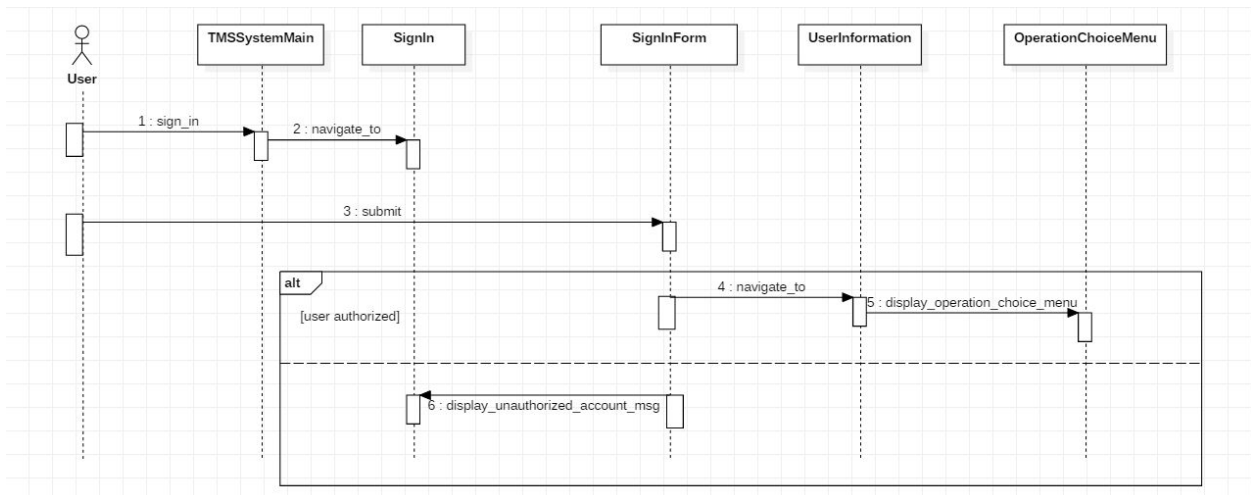 TMSSystemMain
SignIn
SignInForm
UserInformation
OperationChoiceMenu
User
1 : sign_in
2 : navigate_to
3 : submit
alt
4 : navigate_to
5 : display_operation_choice_menu
[user authorized]
6 : display_unauthorized_account_msg